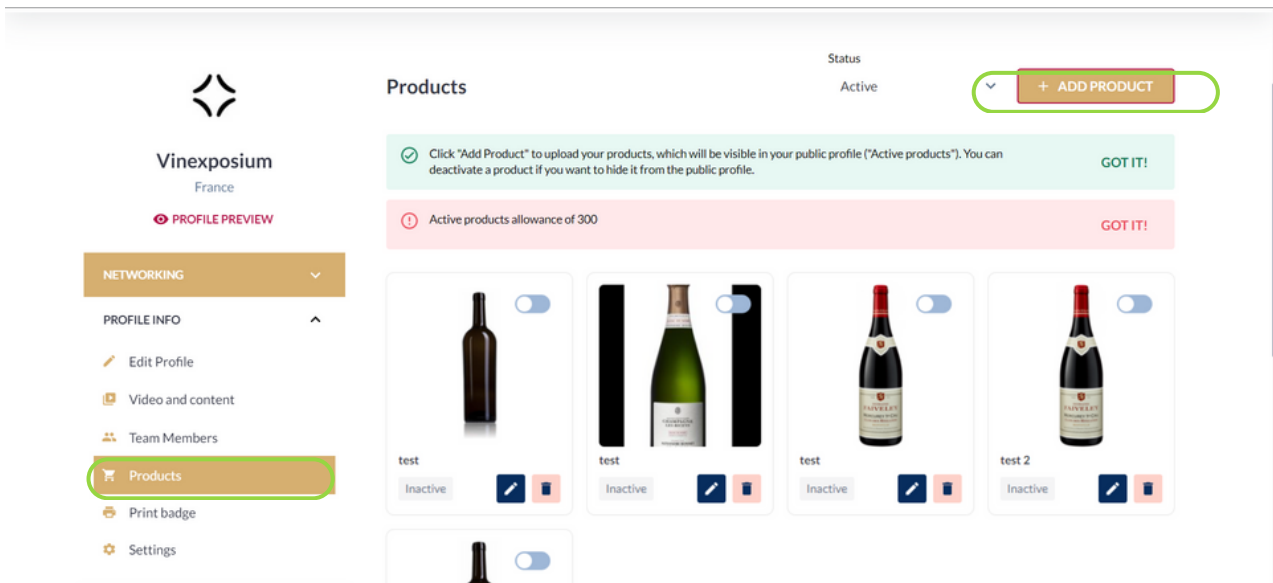 Status
Products
Active
+ ADD PRODUCT
Vinexposium
France
PROFILE PREVIEW
Click "Add Product" to upload your products, which will be visible in your public profile ("Active products"). You can
deactivate a product if you want to hide it from the public profile.
GOT IT!
Active products allowance of 300
GOT IT!
NETWORKING
PROFILE INFO
Edit Profile
Video and content
Team Members
Products
Print badge
Settings
test
Inactive
test
Inactive
test
Inactive
test 2
Inactive